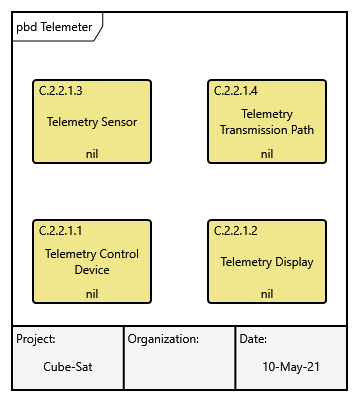 pbd Telemeter
C.2.2.1.3
Telemetry Sensor
nil
C.2.2.1.4
Telemetry
Transmission Path
nil
C.2.2.1.1
Telemetry Control
Device
nil
C.2.2.1.2
Telemetry Display
nil
Project:
Cube-Sat
Organization:
Date:
10-May-21